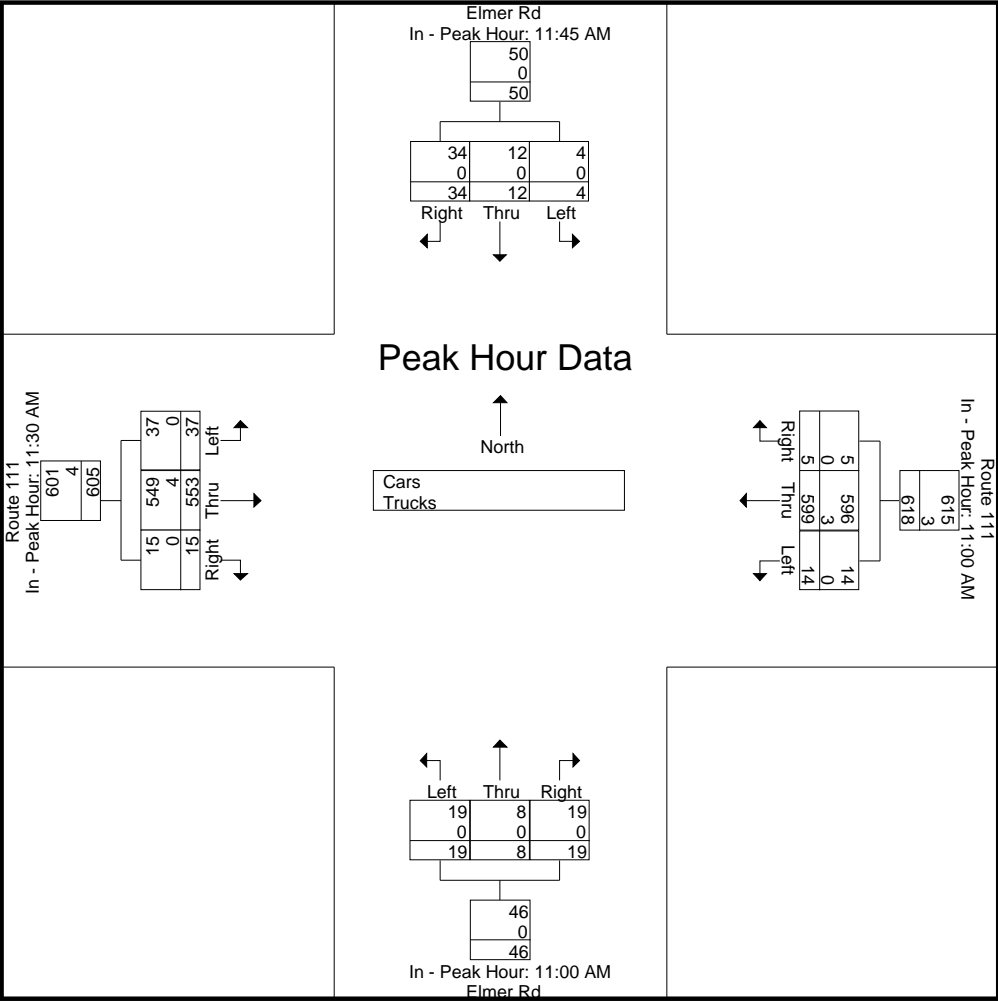 Elmer Rd
In - Peak Hour: 11:45 AM
50
0
50
34 12 4
0 0 0
34 12 4
Right Thru Left
Peak Hour Data
North
Cars
Trucks
Route 111
In - Peak Hour: 11:30 AM
601
4
605
37 0 37
Left
549 4 553
Thru
15 0 15
Right
Route 111
In - Peak Hour: 11:00 AM
615
3
618
5 0 5
Right
596 3 599
Thru
14 0 14
Left
Left Thru Right
19 8 19
0 0 0
19 8 19
46
0
46
In - Peak Hour: 11:00 AM
Elmer Rd